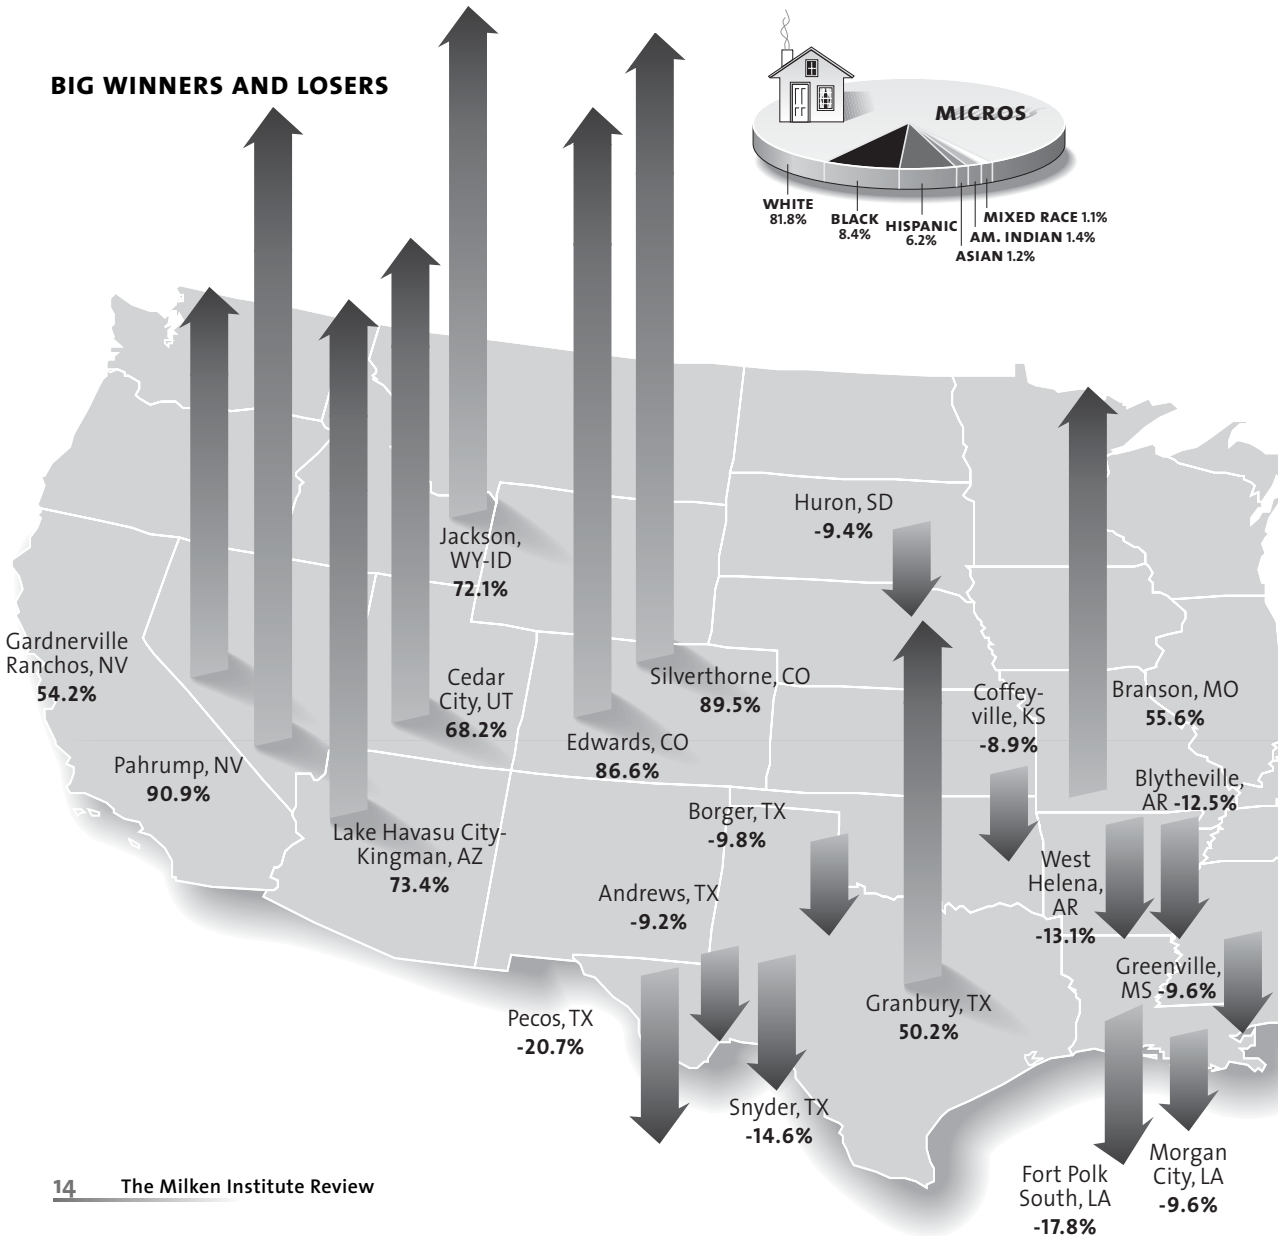 BIG WINNERS AND LOSERS
MICROS
WHITE
81.8%
BLACK
8.4%
HISPANIC
6.2%
MIXED RACE 1.1%
AM. INDIAN 1.4%
ASIAN 1.2%
Huron, SD
-9.4%
Jackson,
WY-ID
72.1%
Gardnerville
Ranchos, NV
54.2%
Cedar
City, UT
68.2%
Silverthorne, CO
89.5%
Coffey-
ville, KS
-8.9%
Branson, MO
55.6%
Edwards, CO
86.6%
Pahrump, NV
90.9%
Blytheville,
AR -12.5%
Borger, TX
-9.8%
Lake Havasu City-
Kingman, AZ
73.4%
West
Helena,
AR
-13.1%
Andrews, TX
-9.2%
Greenville,
MS -9.6%
Granbury, TX
50.2%
Pecos, TX
-20.7%
Snyder, TX
-14.6%
Morgan
City, LA
-9.6%
Fort Polk
South, LA
-17.8%
14 The Milken Institute Review